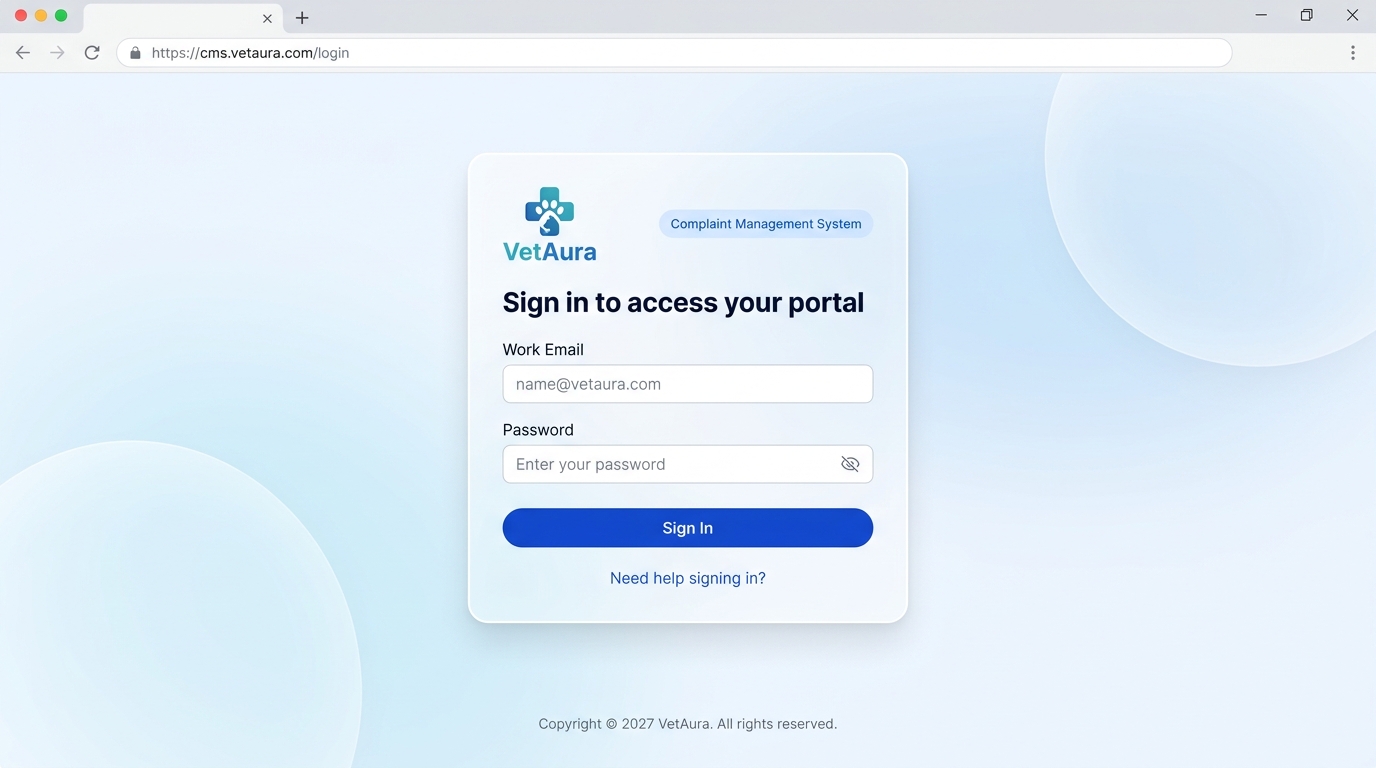 https://cms.vetaura.com/login
VetAura
Complaint Management System
Sign in to access your portal
Work Email
name@vetaura.com
Password
Enter your password
Sign In
Need help signing in?
Copyright © 2027 VetAura. All rights reserved.